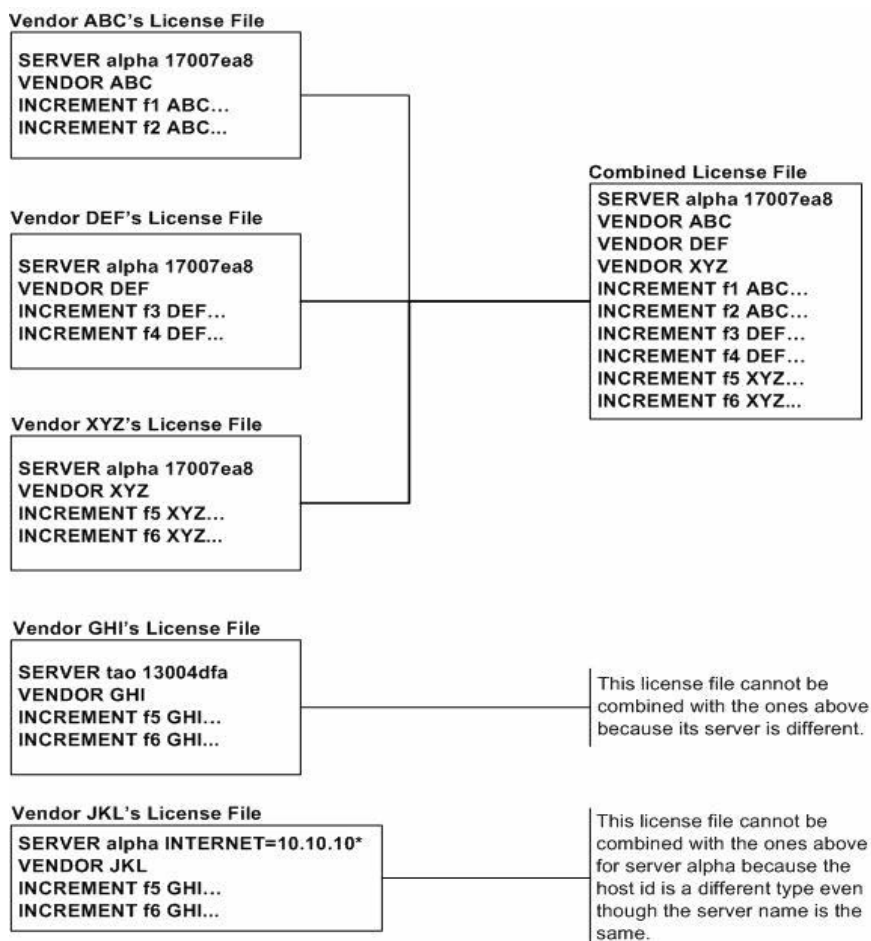 Vendor ABC's License File
SERVER alpha 17007ea8
VENDOR ABC
INCREMENT f1 ABC...
INCREMENT f2 ABC...
Vendor DEF's License File
SERVER alpha 17007ea8
VENDOR DEF
INCREMENT f3 DEF...
INCREMENT f4 DEF...
Vendor XYZ's License File
SERVER alpha 17007ea8
VENDOR XYZ
INCREMENT f5 XYZ...
INCREMENT f6 XYZ...
Combined License File
SERVER alpha 17007ea8
VENDOR ABC
VENDOR DEF
VENDOR XYZ
INCREMENT f1 ABC...
INCREMENT f2 ABC...
INCREMENT f3 DEF...
INCREMENT f4 DEF...
INCREMENT f5 XYZ...
INCREMENT f6 XYZ...
Vendor GHI's License File
SERVER tao 13004dfa
VENDOR GHI
INCREMENT f5 GHI...
INCREMENT f6 GHI...
This license file cannot be
combined with the ones above
because its server is different.
Vendor JKL's License File
SERVER alpha INTERNET=10.10.10*
VENDOR JKL
INCREMENT f5 GHI...
INCREMENT f6 GHI...
This license file cannot be
combined with the ones above
for server alpha because the
host id is a different type even
though the server name is the
same.